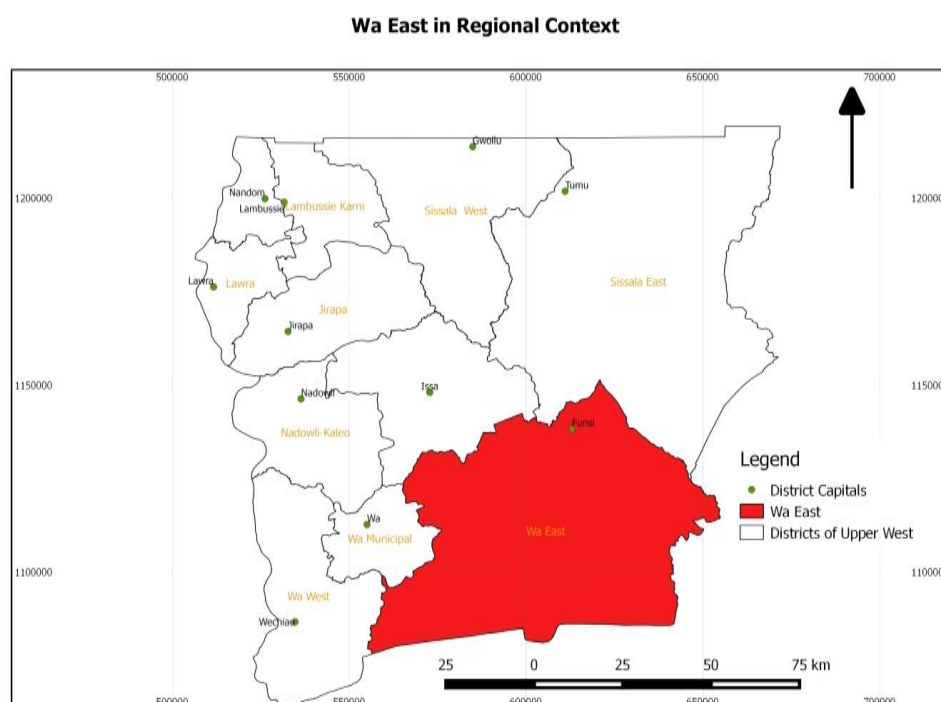 Wa East in Regional Context
500000 550000 600000 650000 700000
Gwollu
Tumu
1200000 1200000
Nandom
Lambussie
Lambussie Karni
Sissala West
Lawra
Lawra
Sissala East
Jirapa
Jirapa
1150000 115000
Issa
Nadowli
Funsi
Nadowli-Kaleo
Legend
District Capitals
Wa East
Districts of Upper West
Wa
Wa Municipal
Wa East
1100000 110000
Wa West
Wechiau
25 0 25 50 75 km
500000 550000 600000 650000 700000